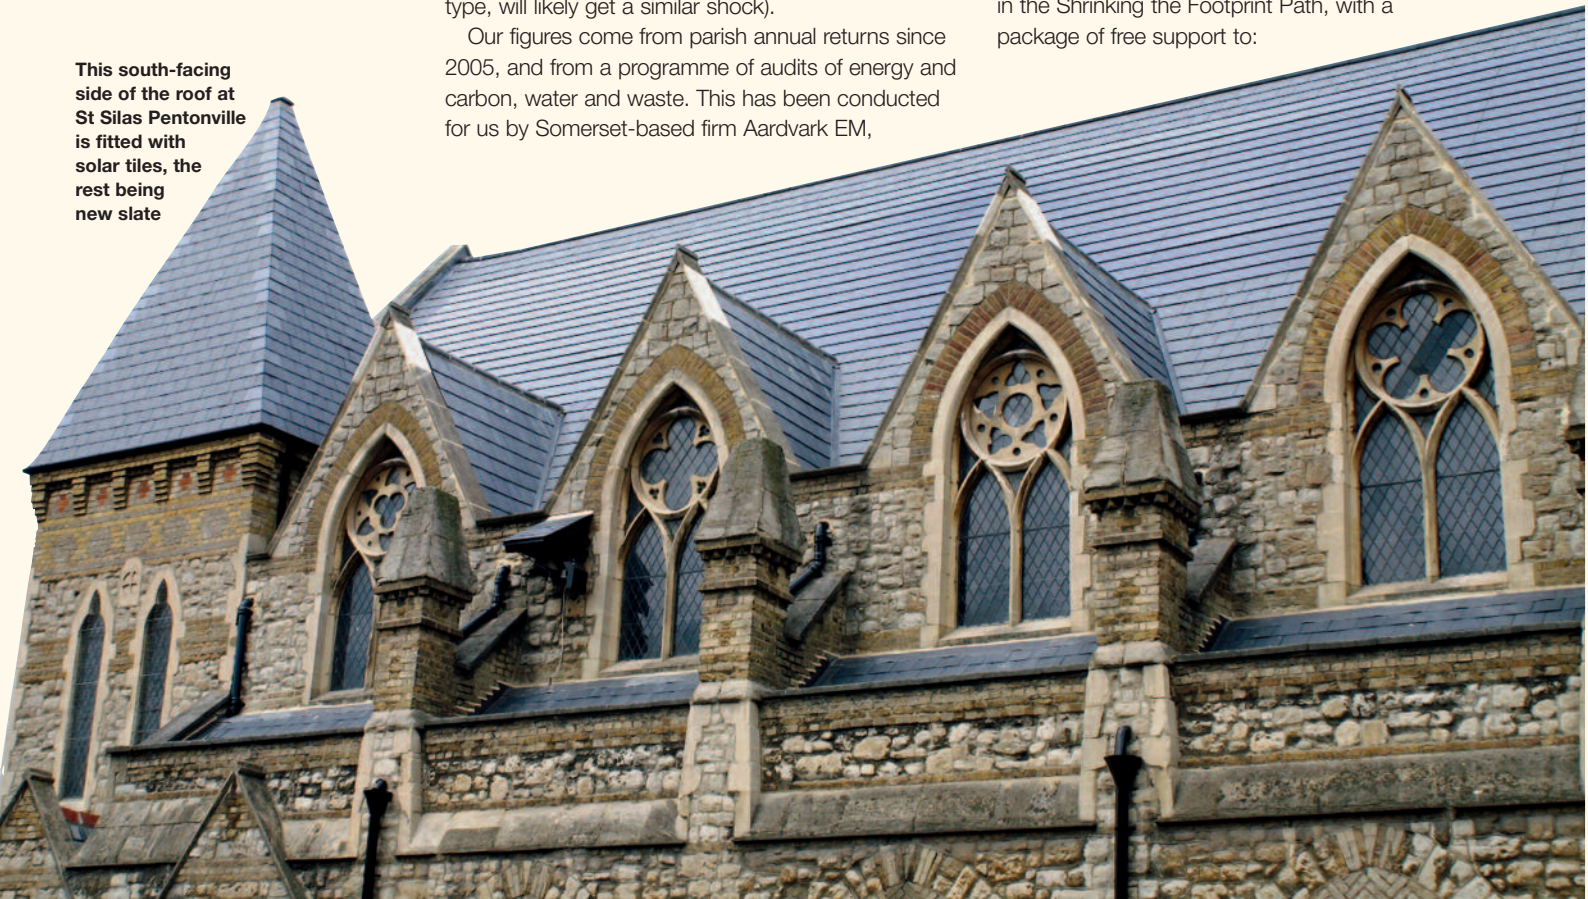 This south-facing
side of the roof at
St Silas Pentonville
is fitted with
solar tiles, the
rest being
new slate
type, will likely get a similar shock).
Our figures come from parish annual returns since
2005, and from a programme of audits of energy and
carbon, water and waste. This has been conducted
for us by Somerset-based firm Aardvark EM,
in the Shrinking the Footprint Path, with a
package of free support to: